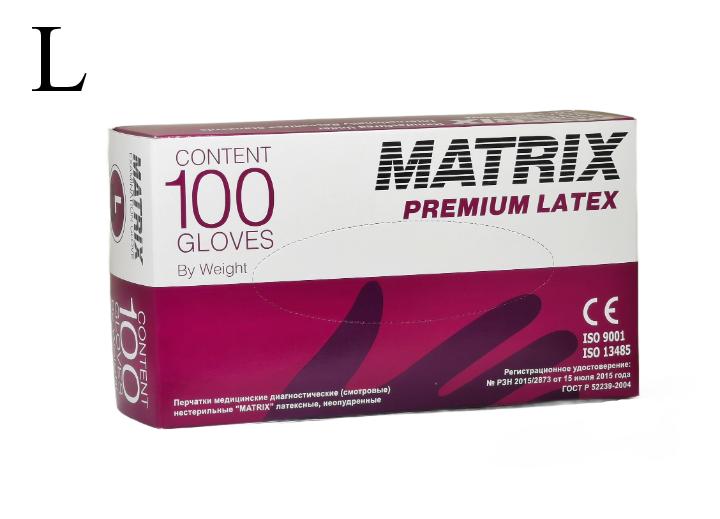 L
CONTENT
100
GLOVES
By Weight
MATRIX
PREMIUM LATEX
CE
ISO 9001
ISO 13485
Регистрационное удостоверение:
№ РЗН 2015/2873 от 15 июля 2015 года
ГОСТ Р 52239-2004
Перчатки медицинские диагностические (смотровые)
нестерильные "MATRIX" латексные, неопудренные
MATRIX
L
CONTENT
100